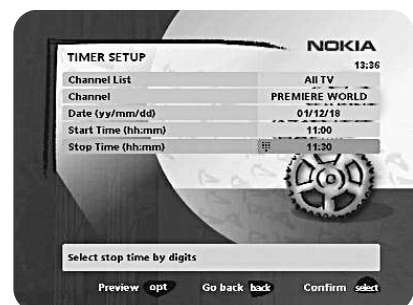 NOKIA
TIMER SETUP
13:36
Channel List All TV
Channel PREMIERE WORLD
Date (yy/mm/dd) 01/12/18
Start Time (hh:mm) 11:00
Stop Time (hh:mm) 11:30
Select stop time by digits
Preview opt Go back back Confirm select